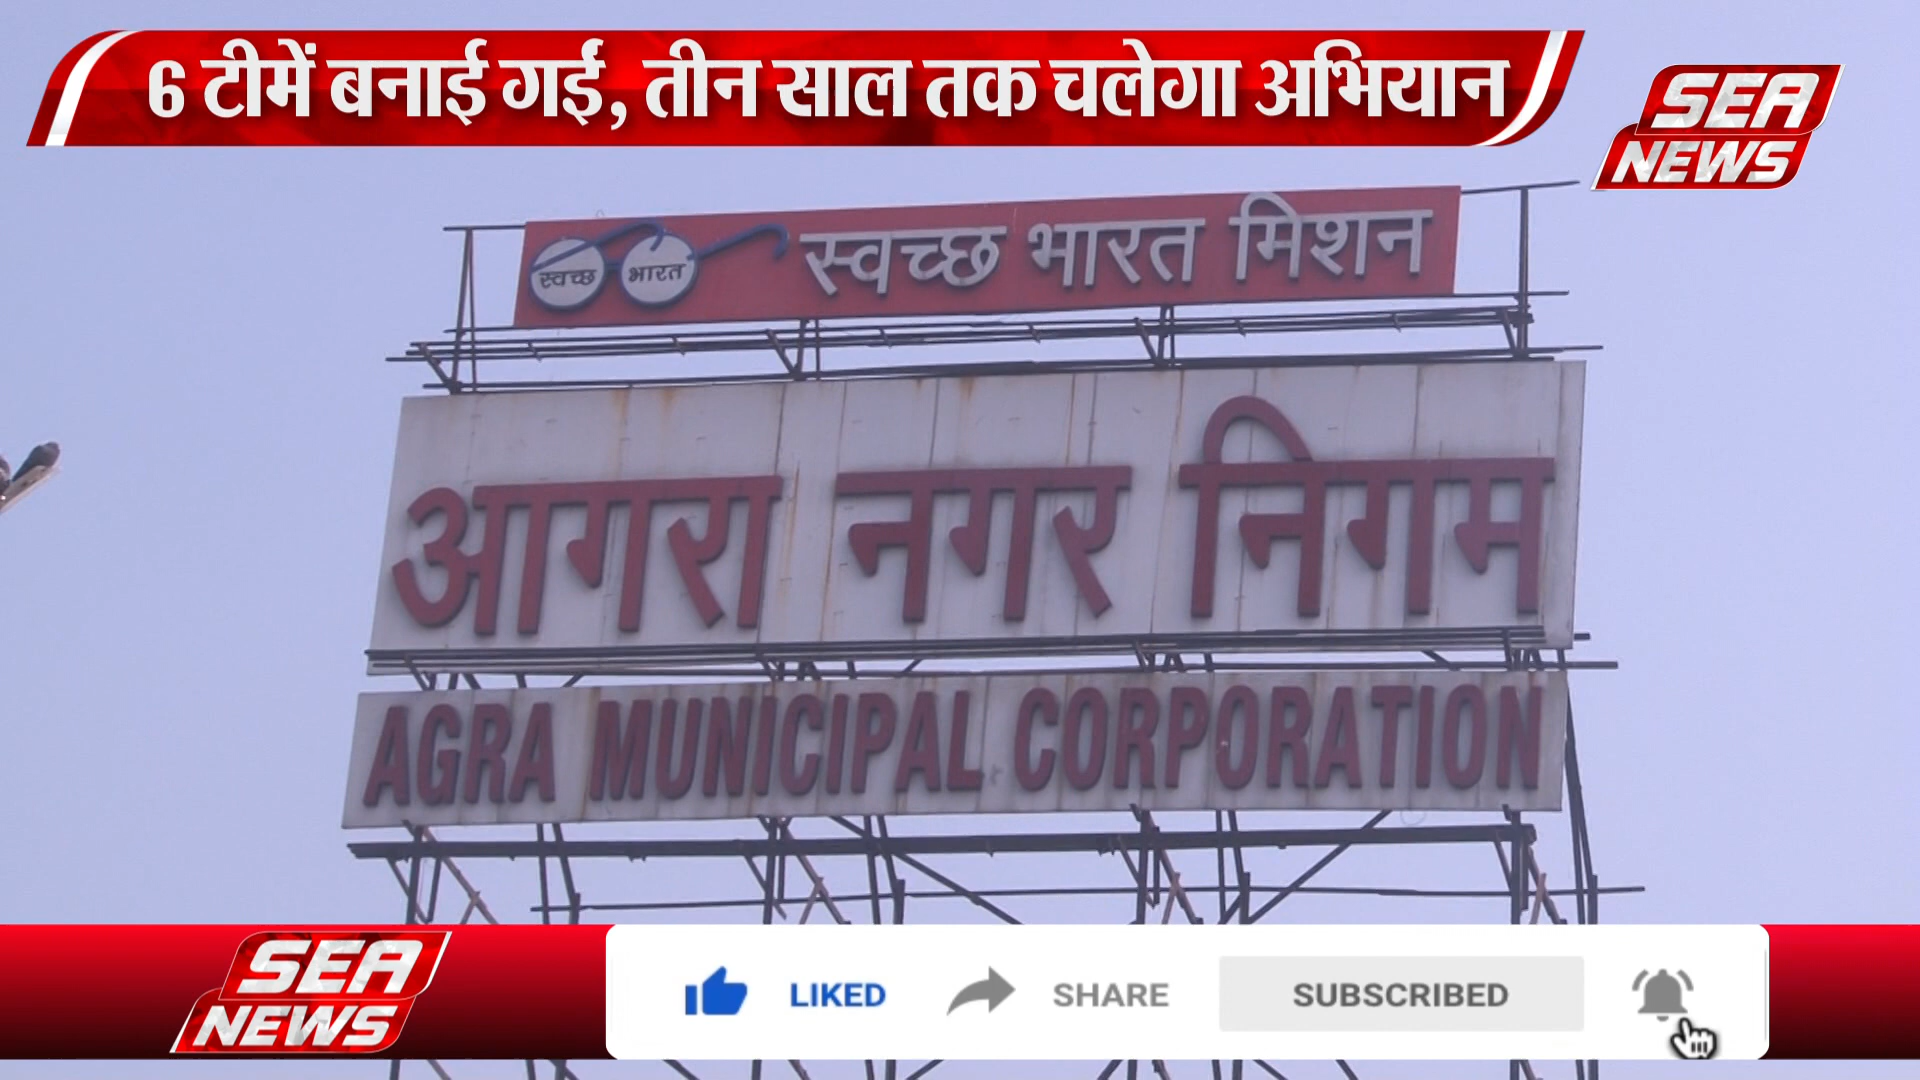 6 टीमें बनाई गईं, तीन साल तक चलेगा अभियान
SEA
NEWS
स्वच्छ भारत स्वच्छ भारत मिशन
आगरा नगर निगम
AGRA MUNICIPAL CORPORATION
SEA
NEWS
LIKED SHARE SUBSCRIBED